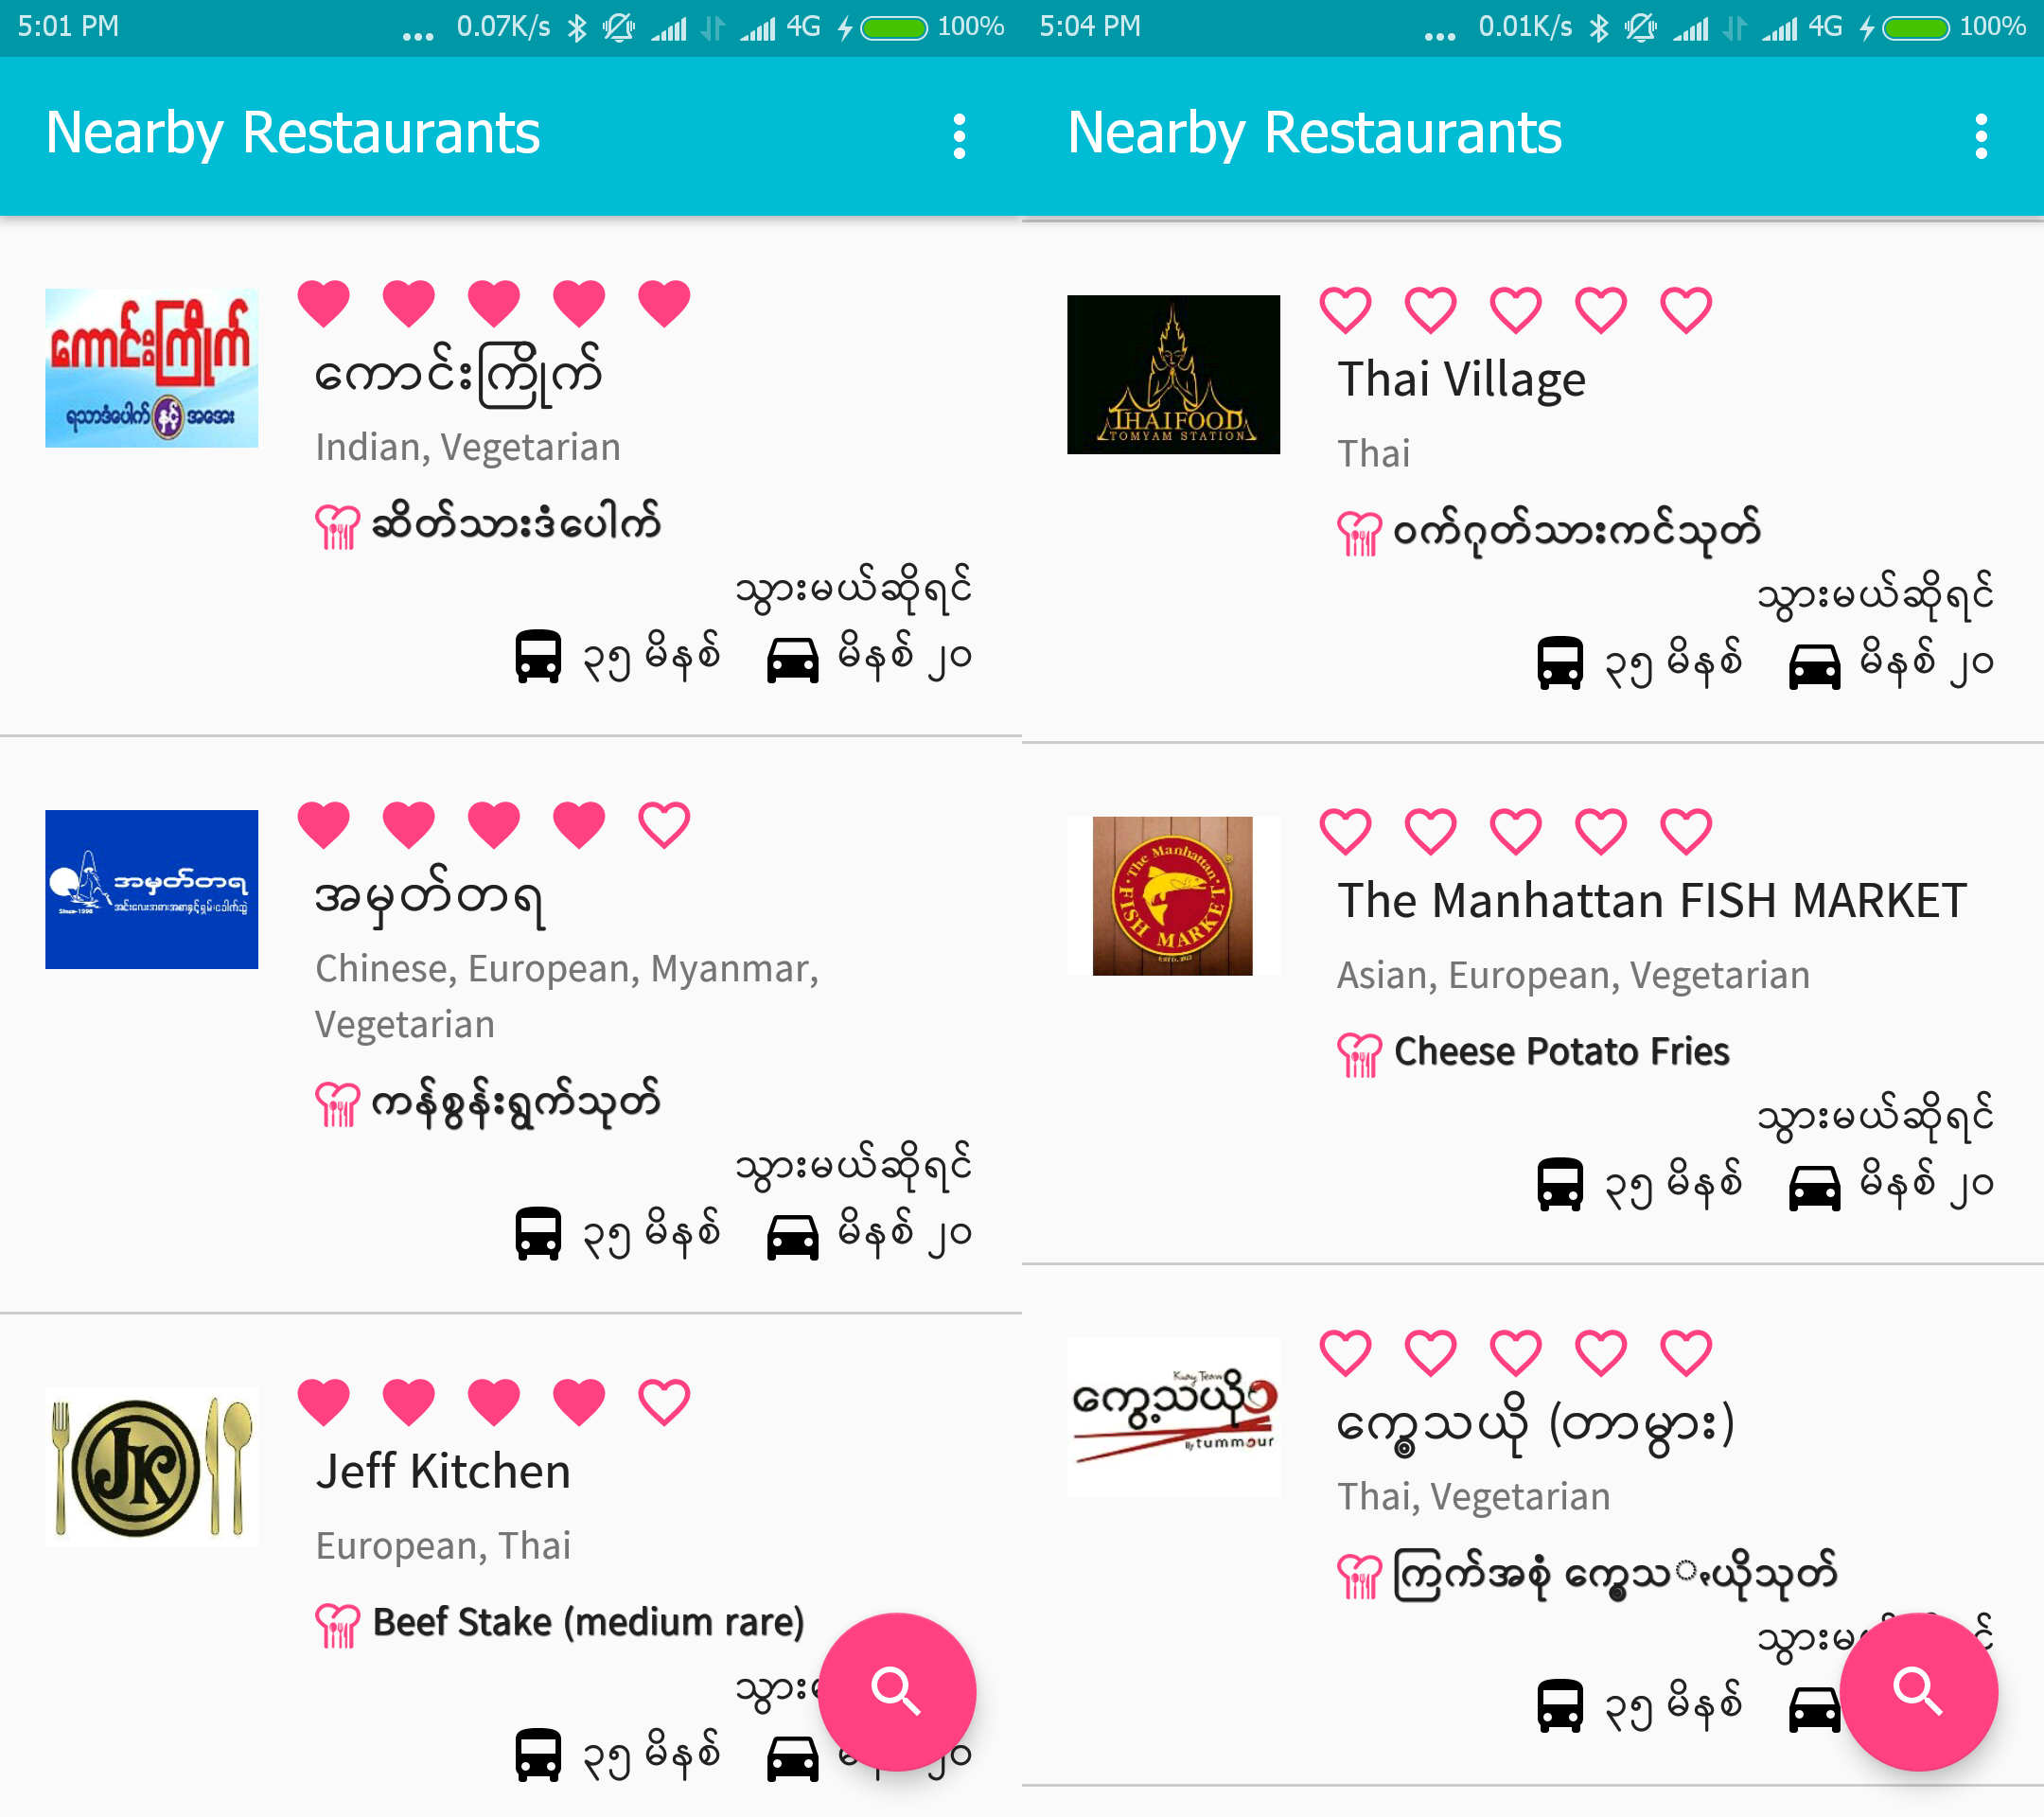 5:01 PM
... 0.07K/s 4G 100%
Nearby Restaurants
ကောင်းကြိုက်
ရသာဒံပေါက် နှင့် အအေး
ကောင်းကြိုက်
Indian, Vegetarian
ဆိတ်သားဒံပေါက်
သွားမယ်ဆိုရင်
၃၅ မိနစ် မိနစ် ၂၀
အမှတ်တရ
Since-1998
အမှတ်တရ
Chinese, European, Myanmar,
Vegetarian
ကန်စွန်းရွက်သုတ်
သွားမယ်ဆိုရင်
၃၅ မိနစ် မိနစ် ၂၀
JK
Jeff Kitchen
European, Thai
Beef Stake (medium rare)
သွား
၃၅ မိနစ် ၂၀
5:04 PM
... 0.01K/s 4G 100%
Nearby Restaurants
THAIFOOD
TOMYAM STATION
Thai Village
Thai
ဝက်ဂုတ်သားကင်သုတ်
သွားမယ်ဆိုရင်
၃၅ မိနစ် မိနစ် ၂၀
The Manhattan
FISH MARKET
The Manhattan FISH MARKET
Asian, European, Vegetarian
Cheese Potato Fries
သွားမယ်ဆိုရင်
၃၅ မိနစ် မိနစ် ၂၀
Kuay Teaw
ကွေ့သယို
By tummour
ကွေ့သယို (တာမွား)
Thai, Vegetarian
ကြက်အစုံ ကွေ့သႊယိုသုတ်
သွားမ
၃၅ မိနစ်